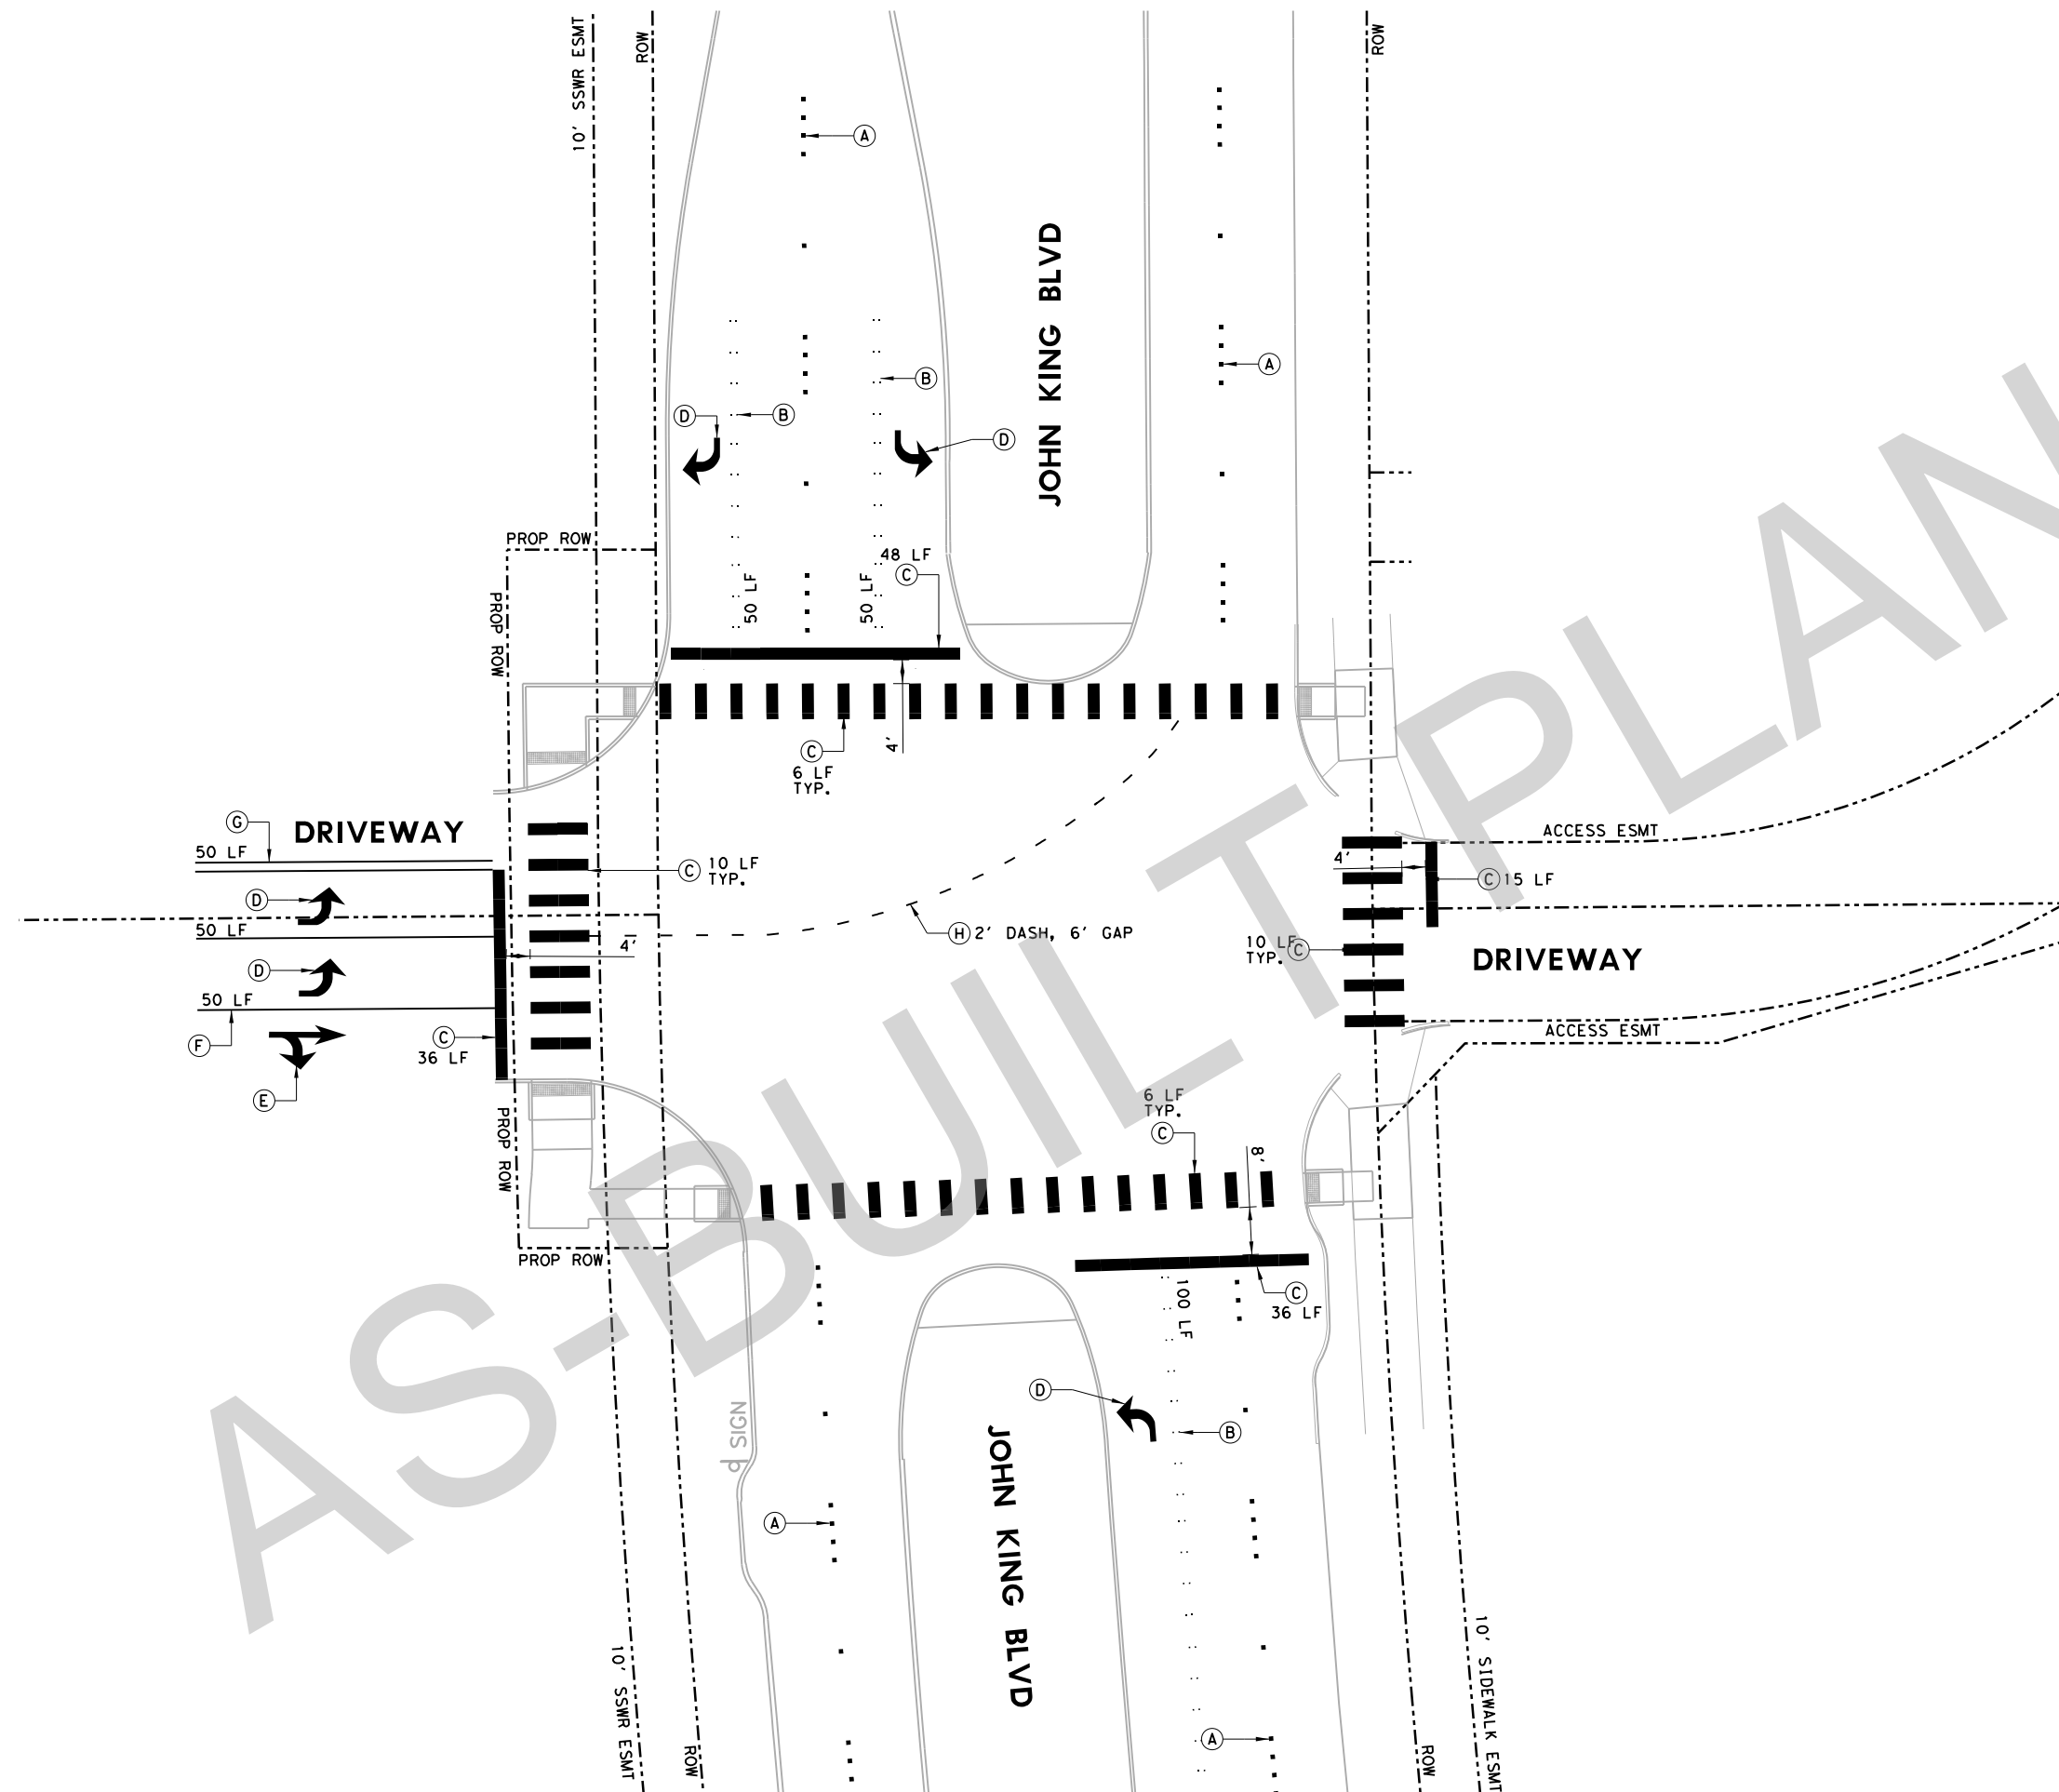 10' SSWR ESMT
ROW
ROW
A
JOHN KING BLVD
A
B
B
D
D
PROP ROW
PROP ROW
50 LF
50 LF
48 LF
C
4'
C
6 LF
TYP.
G
DRIVEWAY
50 LF
C
10 LF
TYP.
D
50 LF
4'
D
50 LF
F
C
36 LF
E
H
2' DASH, 6' GAP
ACCESS ESMT
4'
C
15 LF
10 LF
TYP.
C
DRIVEWAY
ACCESS ESMT
6 LF
TYP.
C
8'
PROP ROW
PROP ROW
100 LF
C
36 LF
D
B
SIGN
A
JOHN KING BLVD
10' SSWR ESMT
ROW
A
ROW
10' SIDEWALK ESMT
AS-BUILT PLAN